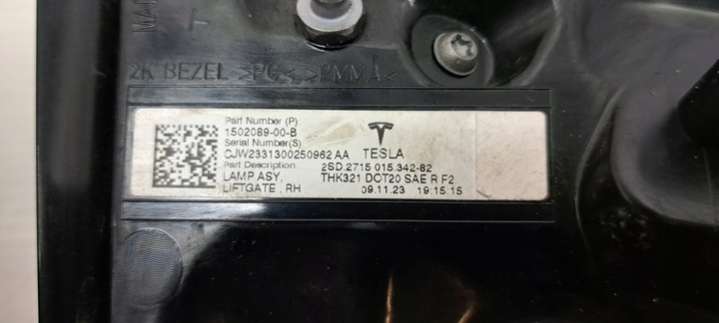 2K BEZEL >PC<,>PMMA<
Part Number (P)
1502089-00-B
Serial Number(S)
CJW2331300250962 AA
Part Description
LAMP ASY,
LIFTGATE , RH
TESLA
2SD.2715 015.342-82
THK321 DOT20 SAE R F2
09.11.23 19:15:15